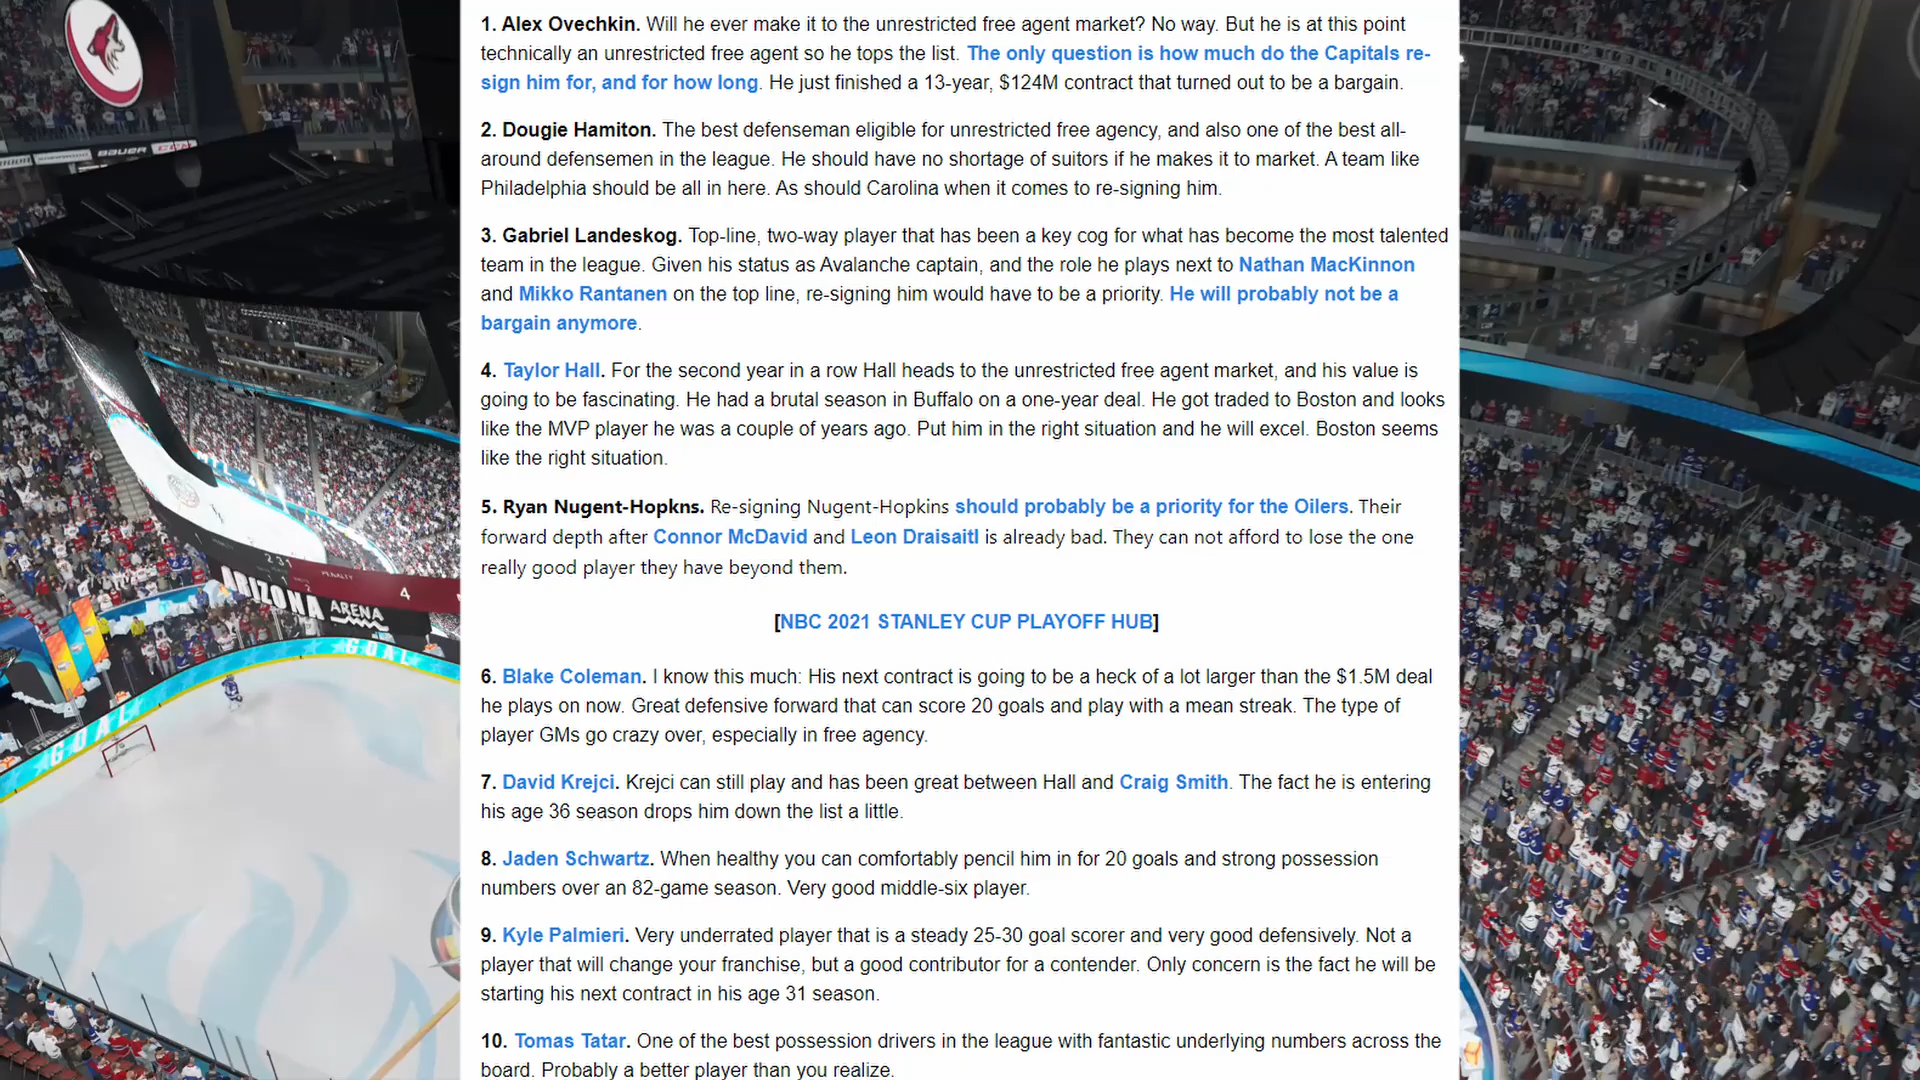 1. Alex Ovechkin. Will he ever make it to the unrestricted free agent market? No way. But he is at this point
technically an unrestricted free agent so he tops the list. The only question is how much do the Capitals re-
sign him for, and for how long. He just finished a 13-year, $124M contract that turned out to be a bargain.
2. Dougie Hamiton. The best defenseman eligible for unrestricted free agency, and also one of the best all-
around defensemen in the league. He should have no shortage of suitors if he makes it to market. A team like
Philadelphia should be all in here. As should Carolina when it comes to re-signing him.
3. Gabriel Landeskog. Top-line, two-way player that has been a key cog for what has become the most talented
team in the league. Given his status as Avalanche captain, and the role he plays next to Nathan MacKinnon
and Mikko Rantanen on the top line, re-signing him would have to be a priority. He will probably not be a
bargain anymore.
4. Taylor Hall. For the second year in a row Hall heads to the unrestricted free agent market, and his value is
going to be fascinating. He had a brutal season in Buffalo on a one-year deal. He got traded to Boston and looks
like the MVP player he was a couple of years ago. Put him in the right situation and he will excel. Boston seems
like the right situation.
5. Ryan Nugent-Hopkns. Re-signing Nugent-Hopkins should probably be a priority for the Oilers. Their
forward depth after Connor McDavid and Leon Draisaitl is already bad. They can not afford to lose the one
really good player they have beyond them.
[NBC 2021 STANLEY CUP PLAYOFF HUB]
6. Blake Coleman. I know this much: His next contract is going to be a heck of a lot larger than the $1.5M deal
he plays on now. Great defensive forward that can score 20 goals and play with a mean streak. The type of
player GMs go crazy over, especially in free agency.
7. David Krejci. Krejci can still play and has been great between Hall and Craig Smith. The fact he is entering
his age 36 season drops him down the list a little.
8. Jaden Schwartz. When healthy you can comfortably pencil him in for 20 goals and strong possession
numbers over an 82-game season. Very good middle-six player.
9. Kyle Palmieri. Very underrated player that is a steady 25-30 goal scorer and very good defensively. Not a
player that will change your franchise, but a good contributor for a contender. Only concern is the fact he will be
starting his next contract in his age 31 season.
10. Tomas Tatar. One of the best possession drivers in the league with fantastic underlying numbers across the
board. Probably a better player than you realize.
BAUER CCM
PENALTY
4
ARIZONA ARENA
GOAL
GOAL